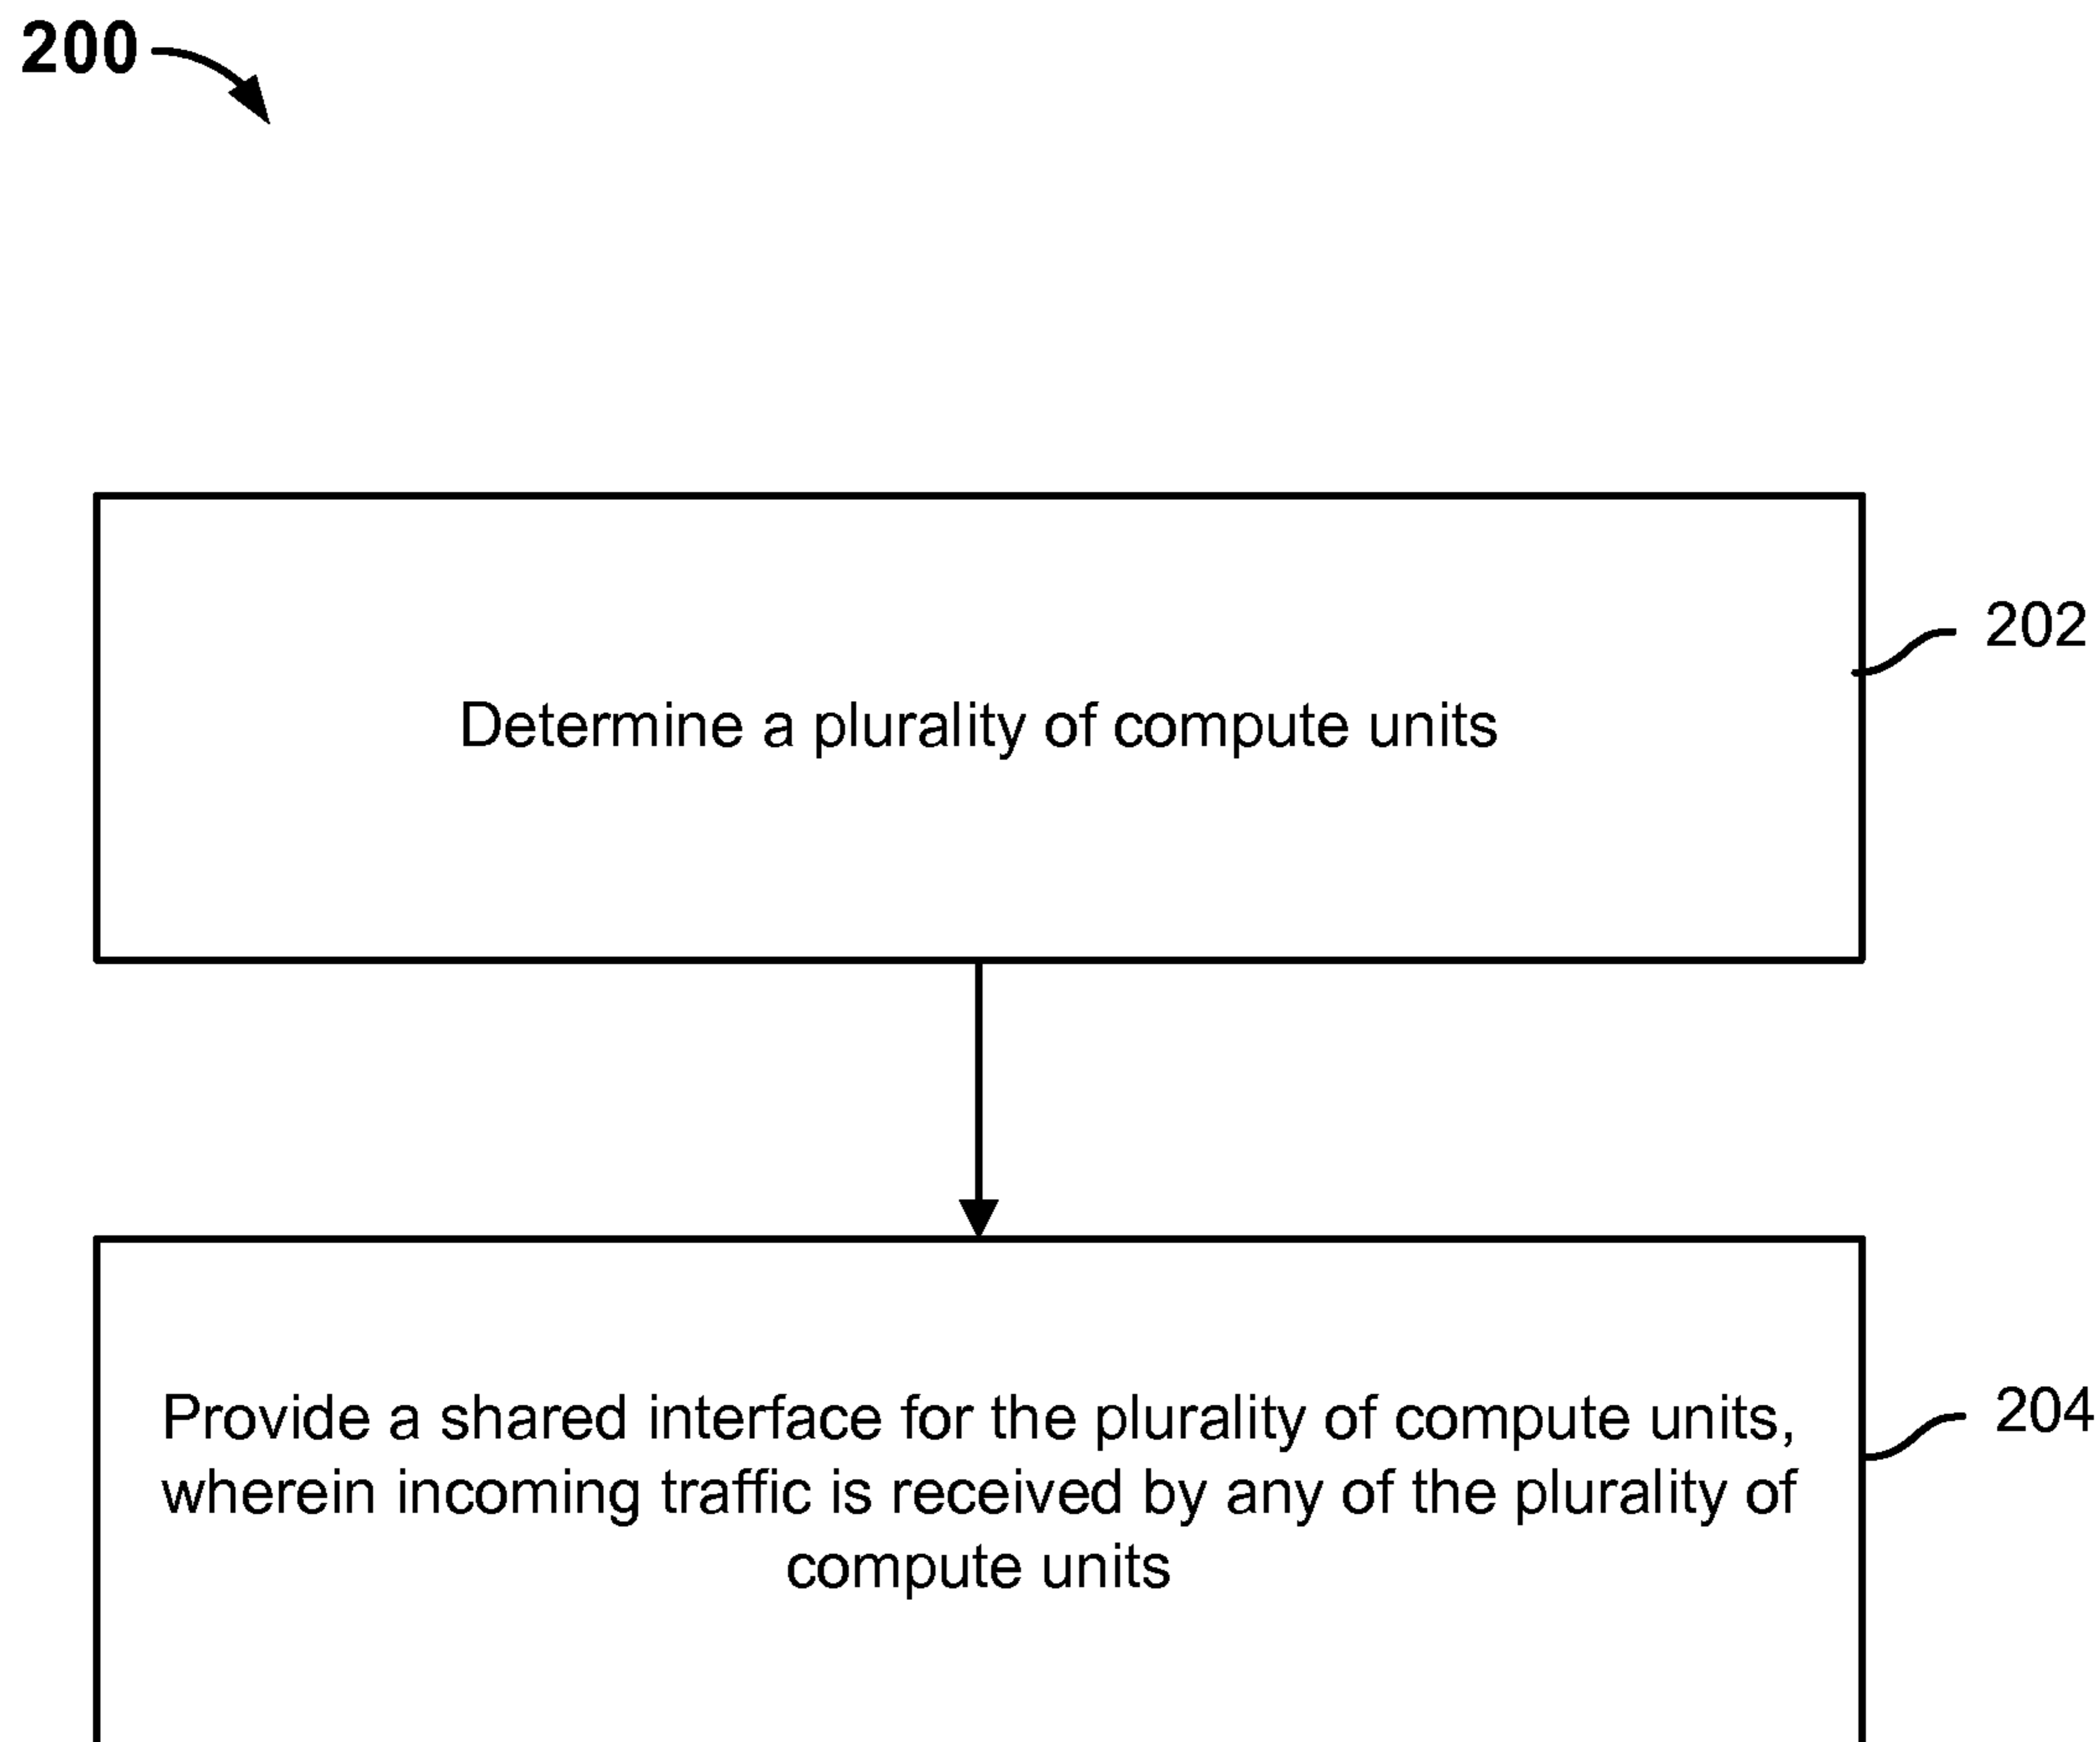 200
202
Determine a plurality of compute units
204
Provide a shared interface for the plurality of compute units,
wherein incoming traffic is received by any of the plurality of
compute units